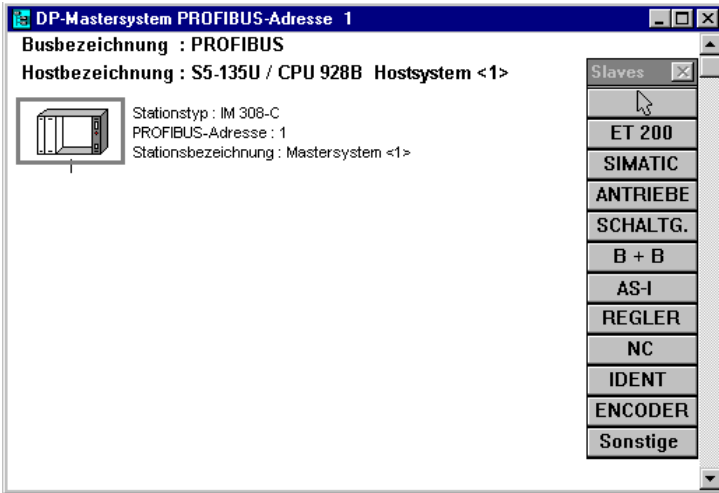 DP-Mastersystem PROFIBUS-Adresse 1
Busbezeichnung : PROFIBUS
Hostbezeichnung : S5-135U / CPU 928B Hostsystem <1>
Stationstyp : IM 308-C
PROFIBUS-Adresse : 1
Stationsbezeichnung : Mastersystem <1>
Slaves
ET 200
SIMATIC
ANTRIEBE
SCHALTG.
B + B
AS-I
REGLER
NC
IDENT
ENCODER
Sonstige